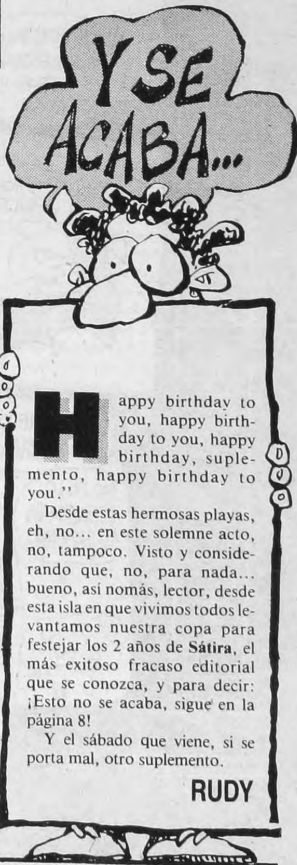 Y SE
ACABA...
Happy birthday to
you, happy birth-
day to you, happy
birthday, suple-
mento, happy birthday to
you."
Desde estas hermosas playas,
eh, no... en este solemne acto,
no, tampoco. Visto y conside-
rando que, no, para nada...
bueno, así nomás, lector, desde
esta isla en que vivimos todos le-
vantamos nuestra copa para
festejar los 2 años de Sátira, el
más exitoso fracaso editorial
que se conozca, y para decir:
¡Esto no se acaba, sigue en la
página 8!
Y el sábado que viene, si se
porta mal, otro suplemento.
RUDY